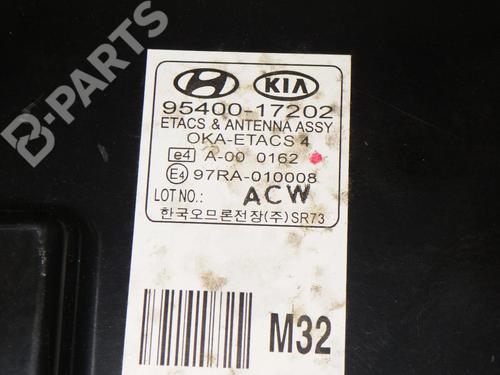 B-PARTS
KIA
95400-17202
ETACS & ANTENNA ASSY
OKA-ETACS 4
e4 A-00 0162
E4 97RA-010008
LOT NO.: ACW
한국오므론전장(주) SR73
M32